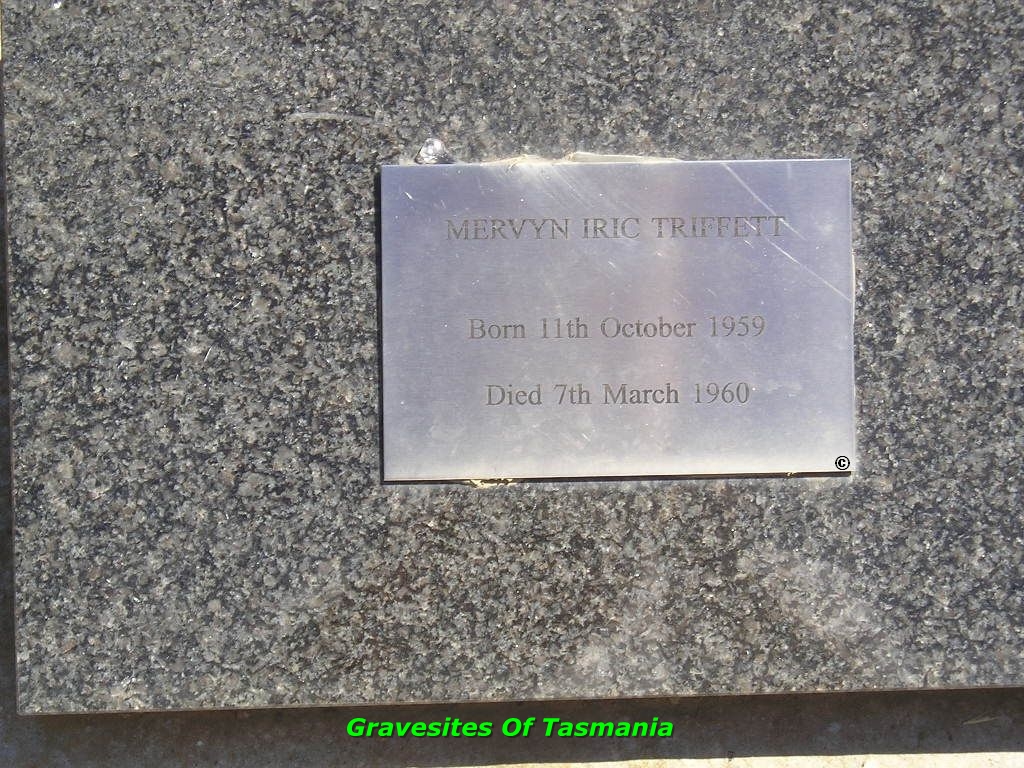 MERVYN IRIC TRIFFETT
Born 11th October 1959
Died 7th March 1960
©
Gravesites Of Tasmania